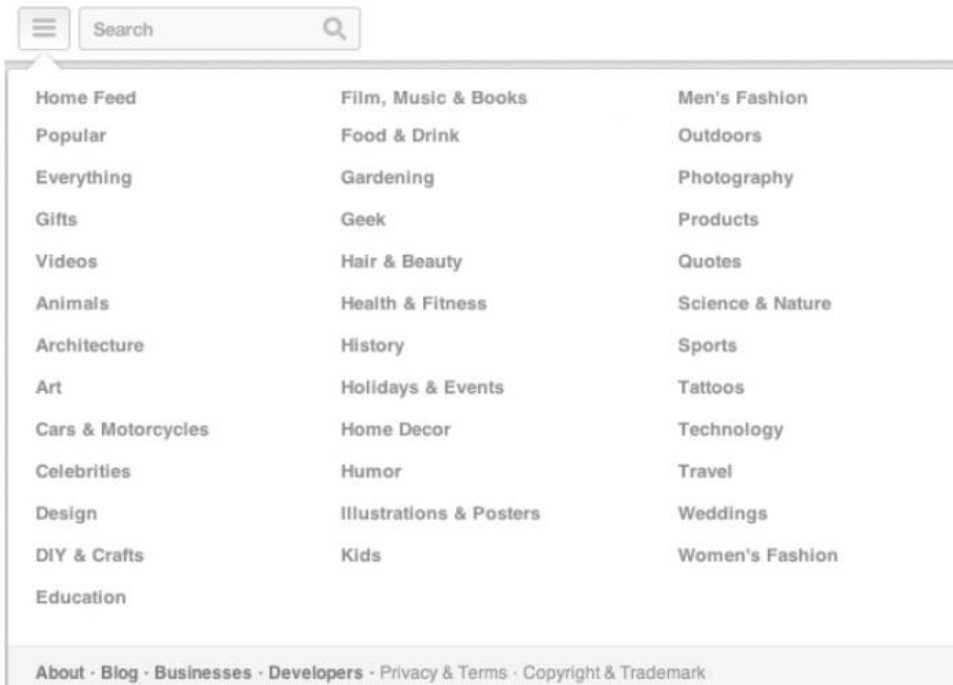 Search
Home Feed
Popular
Everything
Gifts
Videos
Animals
Architecture
Art
Cars & Motorcycles
Celebrities
Design
DIY & Crafts
Education
Film, Music & Books
Food & Drink
Gardening
Geek
Hair & Beauty
Health & Fitness
History
Holidays & Events
Home Decor
Humor
Illustrations & Posters
Kids
Men's Fashion
Outdoors
Photography
Products
Quotes
Science & Nature
Sports
Tattoos
Technology
Travel
Weddings
Women's Fashion
About · Blog · Businesses · Developers · Privacy & Terms · Copyright & Trademark